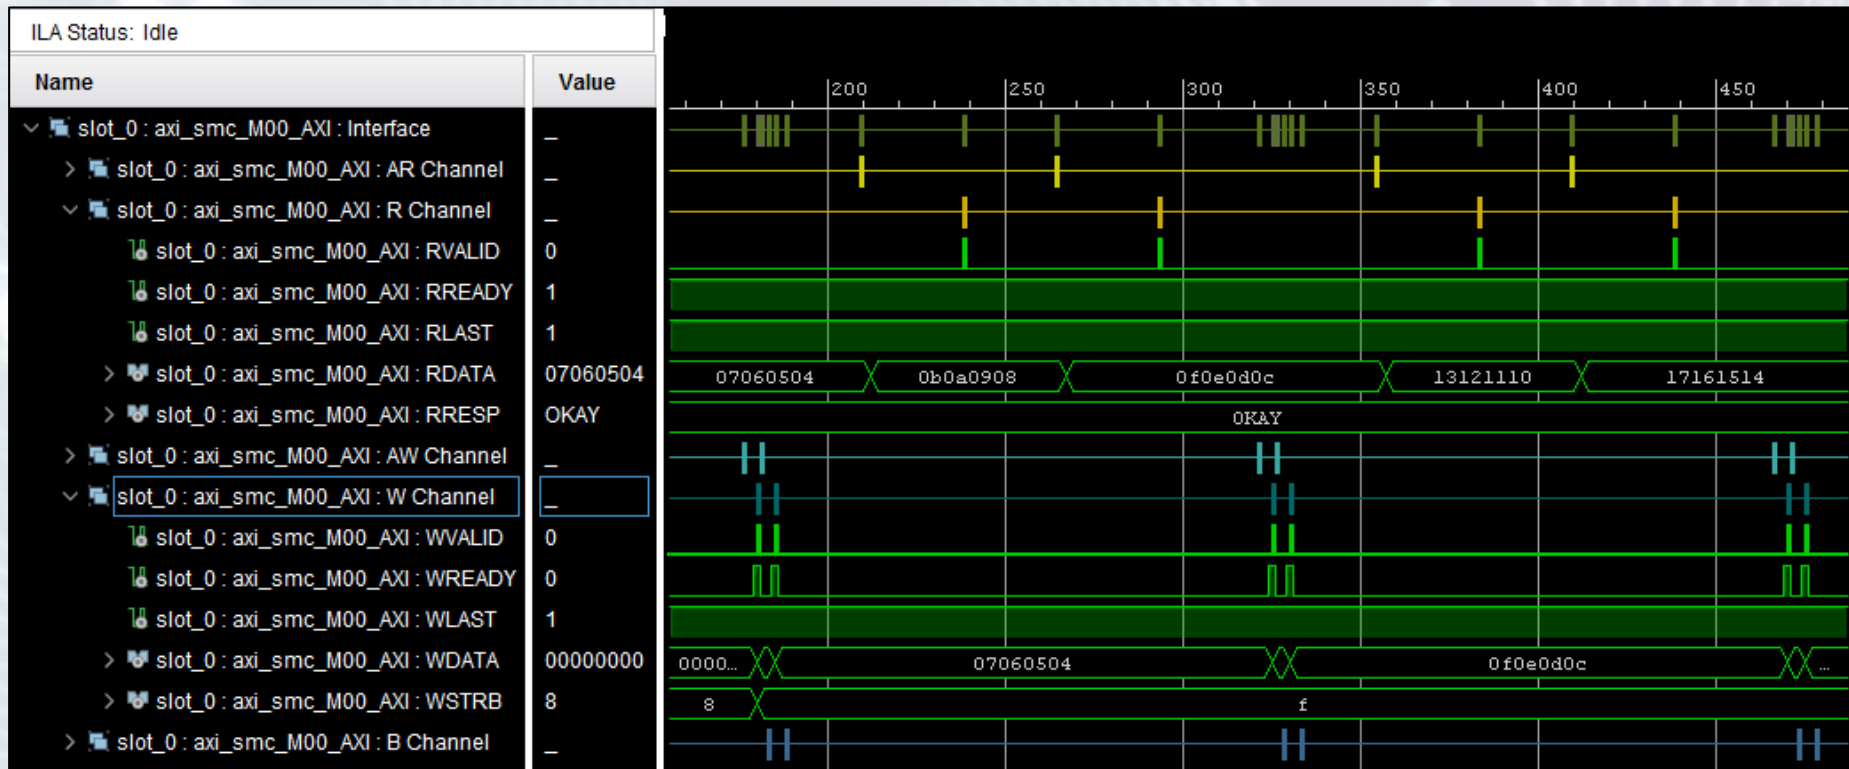 ILA Status: Idle
Name Value
200 250 300 350 400 450
slot_0 : axi_smc_M00_AXI : Interface _
slot_0 : axi_smc_M00_AXI : AR Channel _
slot_0 : axi_smc_M00_AXI : R Channel _
slot_0 : axi_smc_M00_AXI : RVALID 0
slot_0 : axi_smc_M00_AXI : RREADY 1
slot_0 : axi_smc_M00_AXI : RLAST 1
slot_0 : axi_smc_M00_AXI : RDATA 07060504 07060504 0b0a0908 0f0e0d0c 13121110 17161514
slot_0 : axi_smc_M00_AXI : RRESP OKAY OKAY
slot_0 : axi_smc_M00_AXI : AW Channel _
slot_0 : axi_smc_M00_AXI : W Channel _
slot_0 : axi_smc_M00_AXI : WVALID 0
slot_0 : axi_smc_M00_AXI : WREADY 0
slot_0 : axi_smc_M00_AXI : WLAST 1
slot_0 : axi_smc_M00_AXI : WDATA 00000000 0000… 07060504 0f0e0d0c …
slot_0 : axi_smc_M00_AXI : WSTRB 8 8 f
slot_0 : axi_smc_M00_AXI : B Channel _